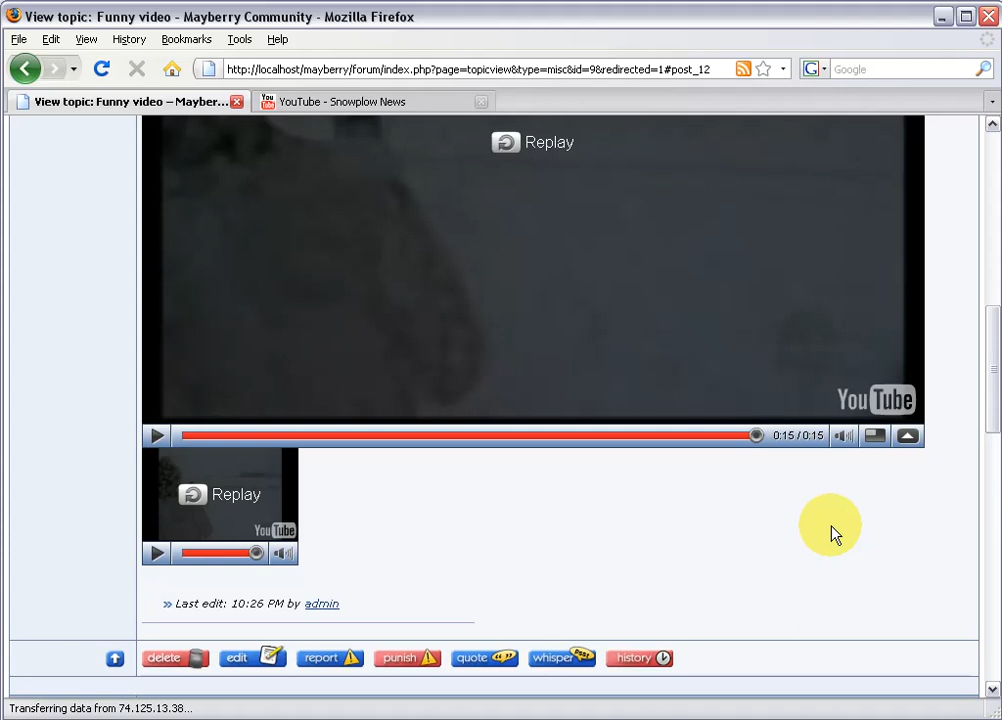 View topic: Funny video - Mayberry Community - Mozilla Firefox
File Edit View History Bookmarks Tools Help
http://localhost/mayberry/forum/index.php?page=topicview&type=misc&id=9&redirected=1#post_12
G Google
View topic: Funny video – Mayber...
You Tube YouTube - Snowplow News
Replay
YouTube
0:15 / 0:15
Replay
YouTube
» Last edit: 10:26 PM by admin
delete edit report punish quote whisper PSST history
Transferring data from 74.125.13.38...